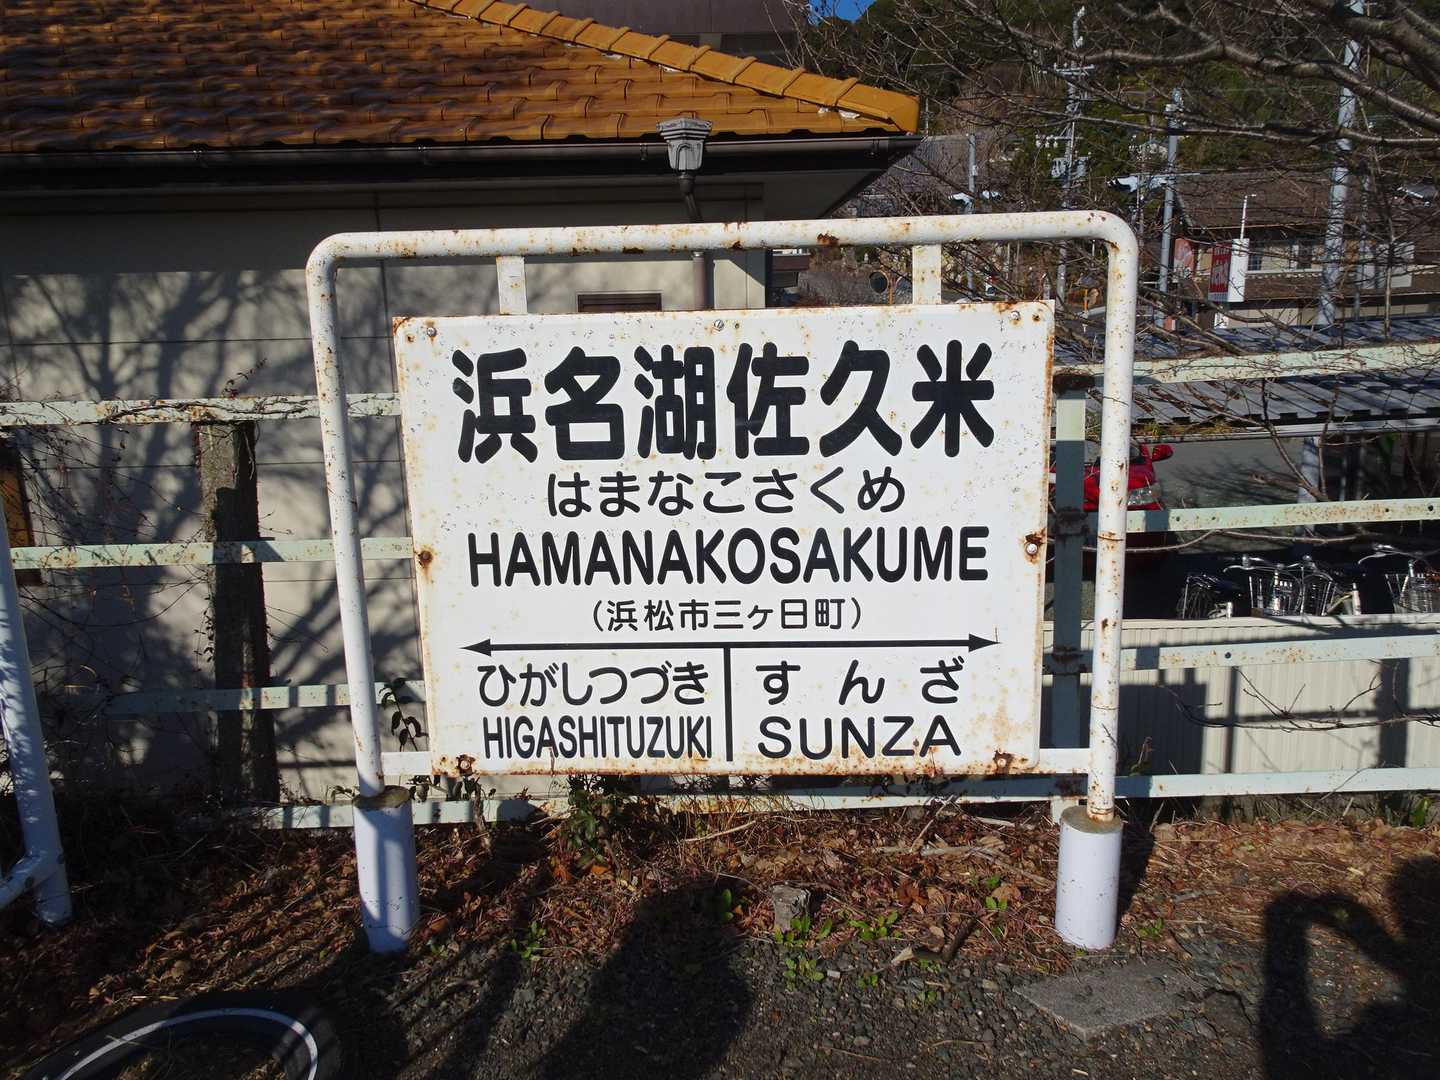 浜名湖佐久米
はまなこさくめ
HAMANAKOSAKUME
(浜松市三ヶ日町)
ひがしつづき すんざ
HIGASHITUZUKI SUNZA